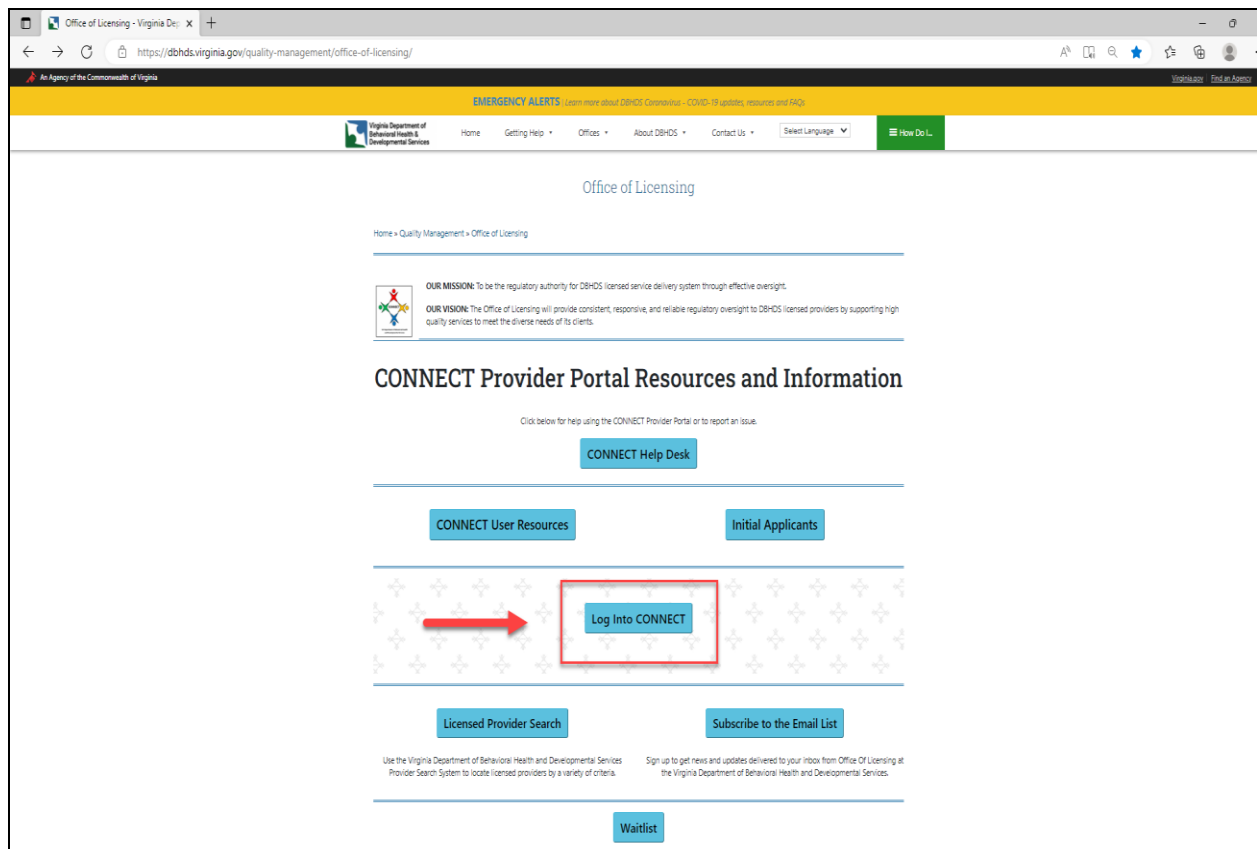 Office of Licensing - Virginia Dep
https://dbhds.virginia.gov/quality-management/office-of-licensing/
An Agency of the Commonwealth of Virginia
Virginia.gov Find an Agency
EMERGENCY ALERTS | Learn more about DBHDS Coronavirus - COVID-19 updates, resources and FAQs
Virginia Department of
Behavioral Health &
Developmental Services
Home Getting Help Offices About DBHDS Contact Us Select Language How Do I...
Office of Licensing
Home » Quality Management » Office of Licensing
OUR MISSION: To be the regulatory authority for DBHDS licensed service delivery system through effective oversight.
OUR VISION: The Office of Licensing will provide consistent, responsive, and reliable regulatory oversight to DBHDS licensed providers by supporting high
quality services to meet the diverse needs of its clients.
CONNECT Provider Portal Resources and Information
Click below for help using the CONNECT Provider Portal or to report an issue.
CONNECT Help Desk
CONNECT User Resources
Initial Applicants
Log Into CONNECT
Licensed Provider Search
Use the Virginia Department of Behavioral Health and Developmental Services
Provider Search System to locate licensed providers by a variety of criteria.
Subscribe to the Email List
Sign up to get news and updates delivered to your inbox from Office Of Licensing at
the Virginia Department of Behavioral Health and Developmental Services.
Waitlist